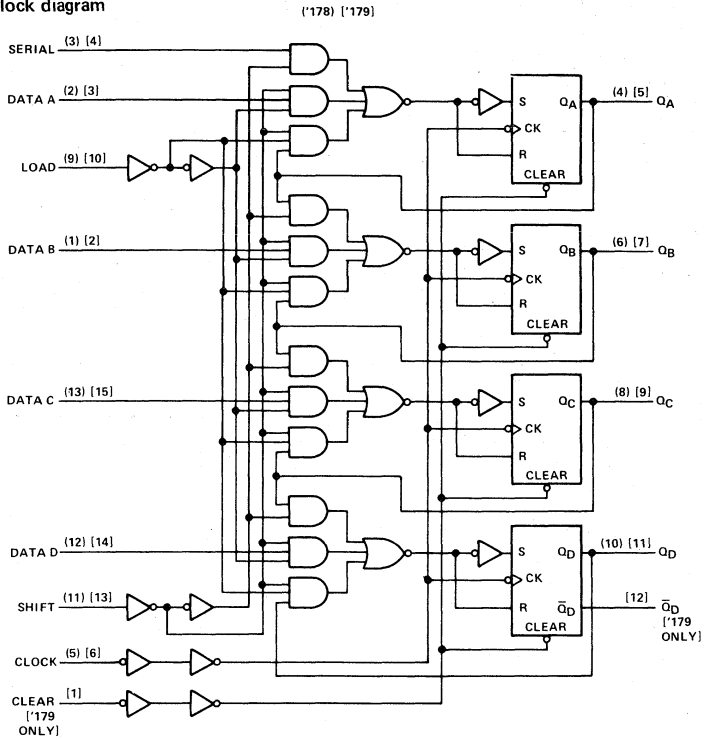 lock diagram
('178) ['179]
SERIAL (3) [4]
DATA A (2) [3]
S QA (4) [5] QA
CK
R
CLEAR
LOAD (9) [10]
DATA B (1) [2]
S QB (6) [7] QB
CK
R
CLEAR
DATA C (13) [15]
S QC (8) [9] QC
CK
R
CLEAR
DATA D (12) [14]
S QD (10) [11] QD
CK
R Q̅D [12] Q̅D
CLEAR ['179
ONLY]
SHIFT (11) [13]
CLOCK (5) [6]
CLEAR [1]
['179
ONLY]